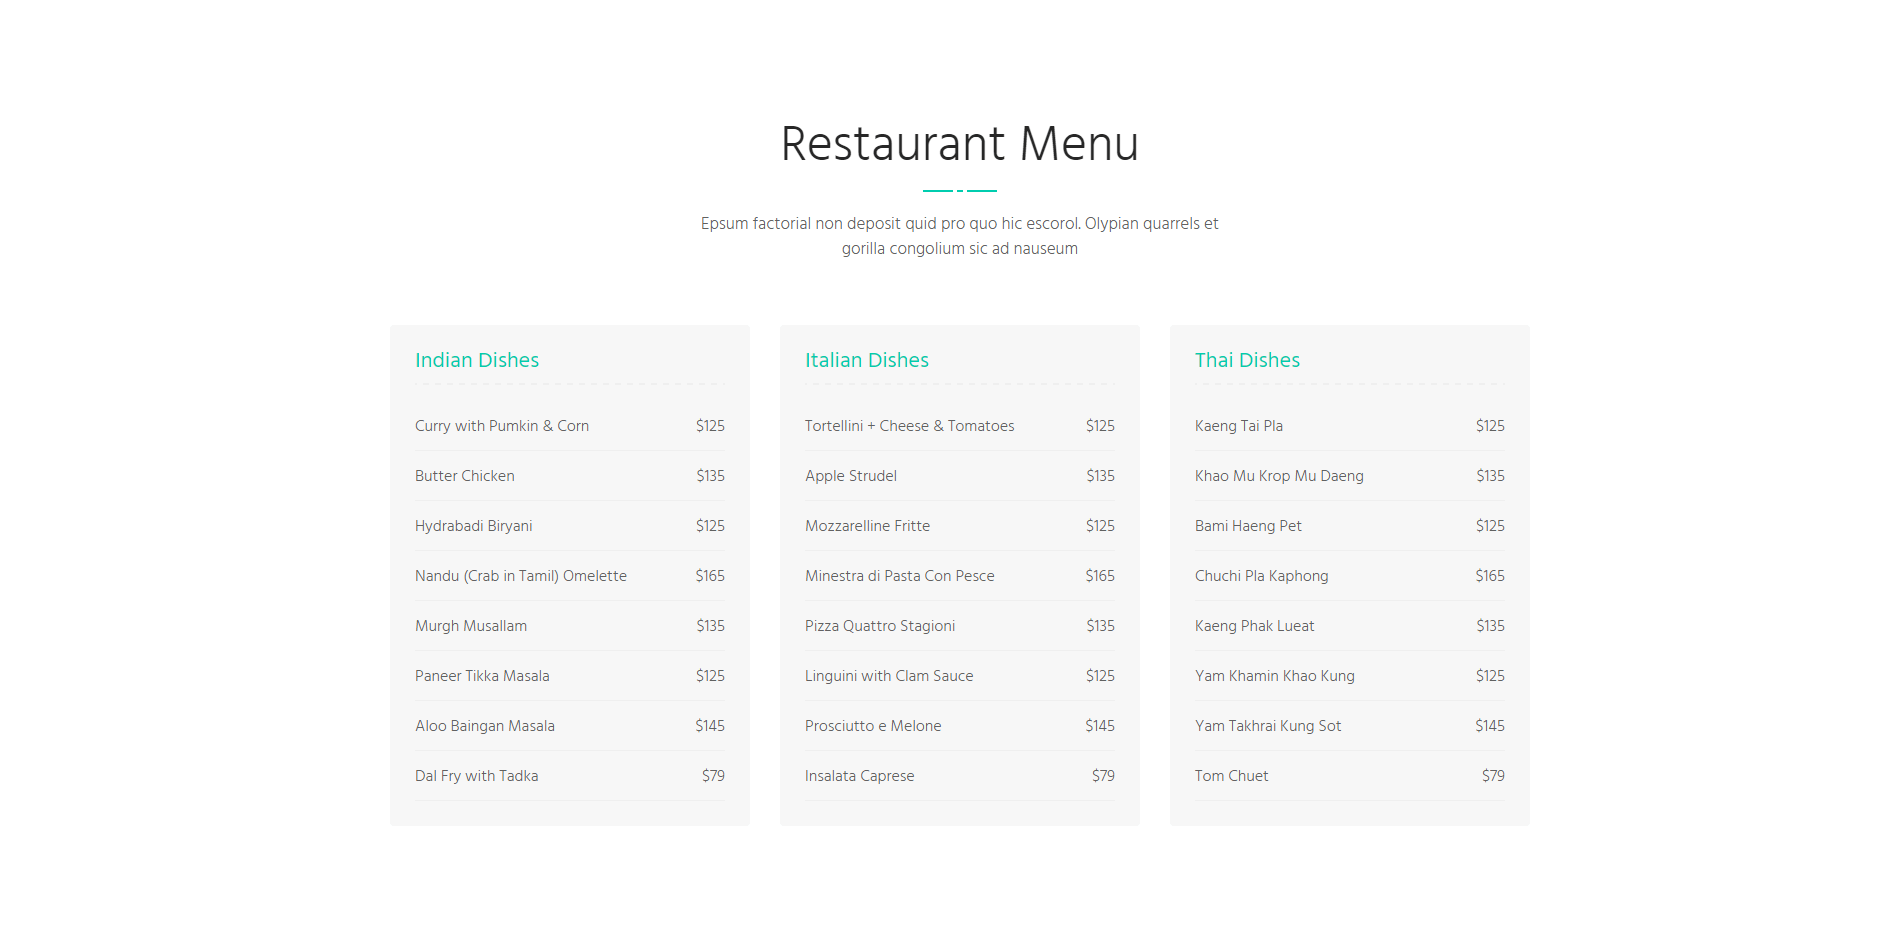 Restaurant Menu
Epsum factorial non deposit quid pro quo hic escorol. Olypian quarrels et
gorilla congolium sic ad nauseum
Indian Dishes
Curry with Pumkin & Corn $125
Butter Chicken $135
Hydrabadi Biryani $125
Nandu (Crab in Tamil) Omelette $165
Murgh Musallam $135
Paneer Tikka Masala $125
Aloo Baingan Masala $145
Dal Fry with Tadka $79
Italian Dishes
Tortellini + Cheese & Tomatoes $125
Apple Strudel $135
Mozzarelline Fritte $125
Minestra di Pasta Con Pesce $165
Pizza Quattro Stagioni $135
Linguini with Clam Sauce $125
Prosciutto e Melone $145
Insalata Caprese $79
Thai Dishes
Kaeng Tai Pla $125
Khao Mu Krop Mu Daeng $135
Bami Haeng Pet $125
Chuchi Pla Kaphong $165
Kaeng Phak Lueat $135
Yam Khamin Khao Kung $125
Yam Takhrai Kung Sot $145
Tom Chuet $79